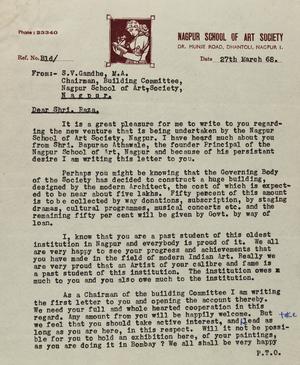 Phone : 23340
NAGPUR SCHOOL OF ART SOCIETY
DR. MUNJE ROAD, DHANTOLI, NAGPUR 1.
Ref. No. Bld/
Date 27th March 68.
From:- S.V.Gandhe, M.A.
Chairman, Building Committee,
Nagpur School of Art,Society,
N a g p u r.
Dear Shri. Raza,
It is a great pleasure for me to write to you regarding
the new venture that is being undertaken by the Nagpur
School of Art Society, Nagpur. I have heard much about you
from Shri. Bapurao Athawale, the founder Principal of the
Nagpur School of Art, Nagpur and because of his persistent
desire I am writing this letter to you.
Perhaps you might be knowing that the Governing Body
of the Society had decided to construct a huge building,
designed by the modern Architect, the cost of which is expect-
ed to be near about five lakhs. Fifty percent of this amount
is to be collected by way donations, subscription, by staging
dramas, cultural programmes, musical concerts etc. and the
remaining fifty per cent will be given by Govt. by way of
loan.
I, know that you are a past student of this oldest
institution in Nagpur and everybody is proud of it. We all
are very happy to see your progress and achievements that
you have made in the field of modern Indian Art. Really we
are very proud that an Artist of your calibre and fame is
a past student of this institution. The institution owes
much to you and you also owe much to the institution.
As a Chairman of the building Committee I am writing
the first letter to you and opening the account thereby.
We need your full and whole hearted cooperation in this
regard. Any amount from you will be happily welcome. But
take
we feel that you should take active interest, and lead as
long as you are here, in this respect. Will it not be possi-
ble for you to hold an exhibition here, of your paintings,
as you are doing it in Bombay ? We all shall be very happy
P.T.O.